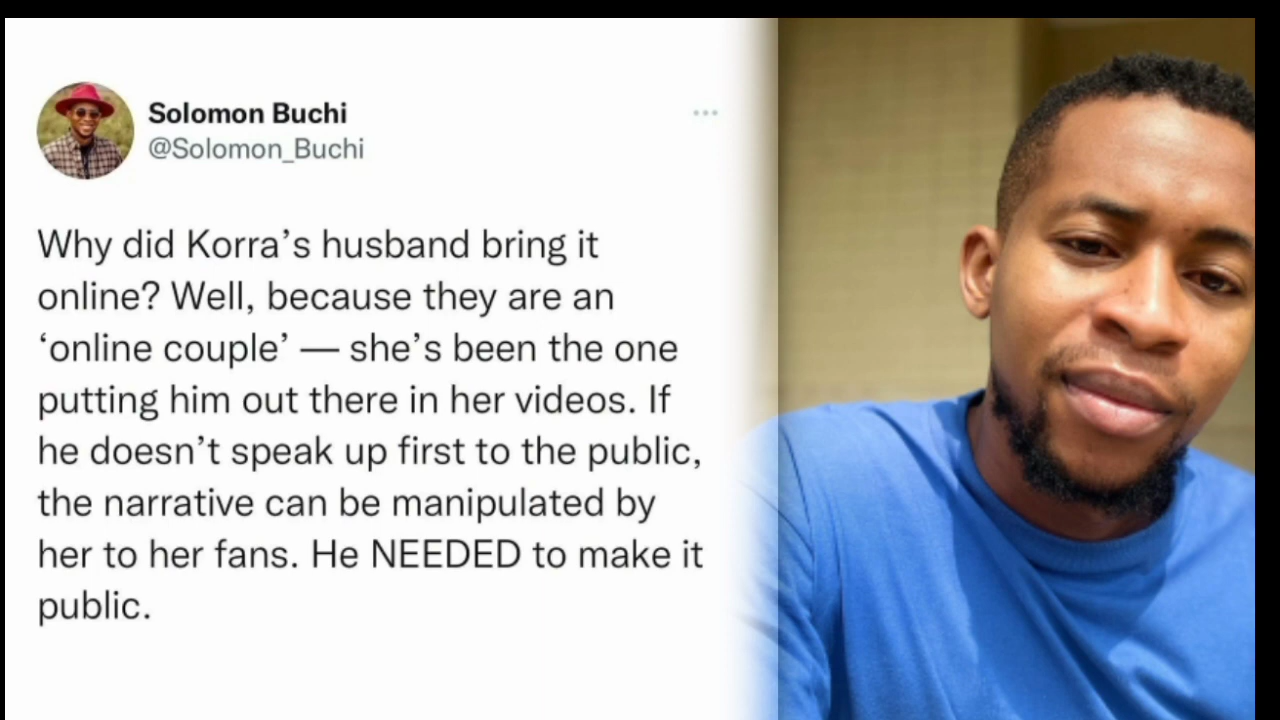 Solomon Buchi
@Solomon_Buchi
Why did Korra’s husband bring it
online? Well, because they are an
‘online couple’ — she’s been the one
putting him out there in her videos. If
he doesn’t speak up first to the public,
the narrative can be manipulated by
her to her fans. He NEEDED to make it
public.